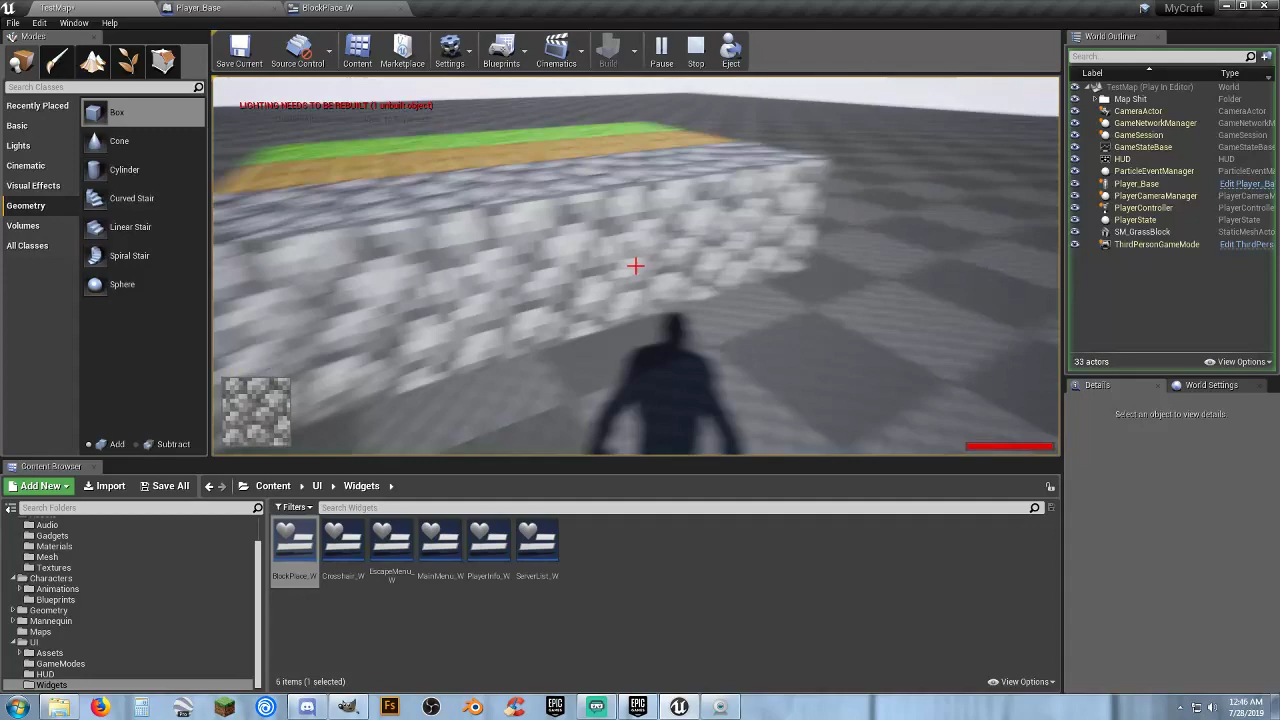 TestMap*
Player_Base
BlockPlace_W
MyCraft
File Edit Window Help
Modes
Search Classes
Recently Placed
Basic
Lights
Cinematic
Visual Effects
Geometry
Volumes
All Classes
Box
Cone
Cylinder
Curved Stair
Linear Stair
Spiral Stair
Sphere
Add Subtract
Save Current Source Control Content Marketplace Settings Blueprints Cinematics Build Pause Stop Eject
LIGHTING NEEDS TO BE REBUILT (1 unbuilt object)
World Outliner
Search...
Label Type
TestMap (Play In Editor) World
Map Shit Folder
CameraActor CameraActor
GameNetworkManager GameNetwork
GameSession GameSession
GameStateBase GameStateBa
HUD HUD
ParticleEventManager ParticleEvent
Player_Base Edit Player_Ba
PlayerCameraManager PlayerCamera
PlayerController PlayerControlle
PlayerState PlayerState
SM_GrassBlock StaticMeshActo
ThirdPersonGameMode Edit ThirdPers
33 actors View Options
Details World Settings
Select an object to view details.
Content Browser
Add New Import Save All Content UI Widgets
Search Folders
Filters Search Widgets
Audio
Gadgets
Materials
Mesh
Textures
Characters
Animations
Blueprints
Geometry
Mannequin
Maps
UI
Assets
GameModes
HUD
Widgets
BlockPlace_W Crosshair_W EscapeMenu_W MainMenu_W PlayerInfo_W ServerList_W
6 items (1 selected) View Options
12:46 AM
7/28/2019